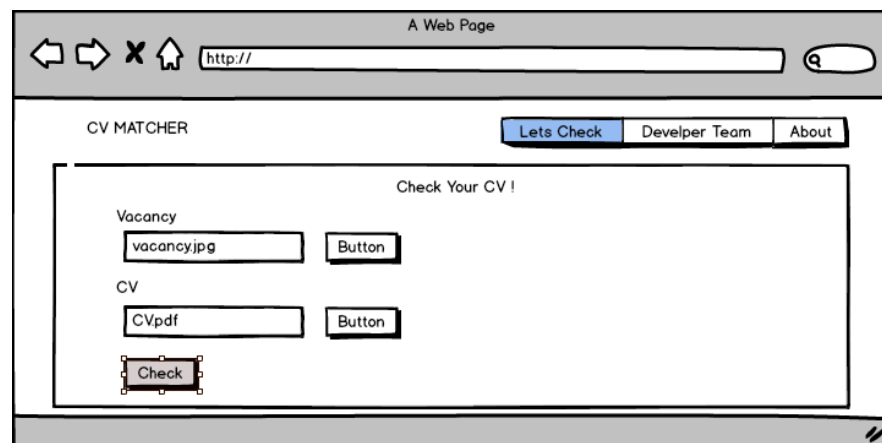 A Web Page
http://
CV MATCHER
Lets Check
Develper Team
About
Check Your CV !
Vacancy
vacancy.jpg
Button
CV
CV.pdf
Button
Check